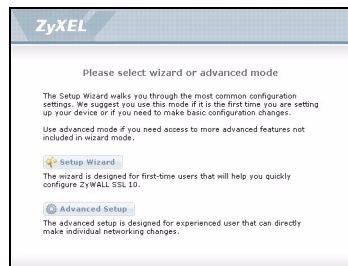 ZyXEL
Please select wizard or advanced mode
The Setup Wizard walks you through the most common configuration
settings. We suggest you use this mode if it is the first time you are setting
up your device or if you need to make basic configuration changes.
Use advanced mode if you need access to more advanced features not
included in wizard mode.
Setup Wizard
The wizard is designed for first-time users that will help you quickly
configure ZyWALL SSL 10.
Advanced Setup
The advanced setup is designed for experienced user that can directly
make individual networking changes.